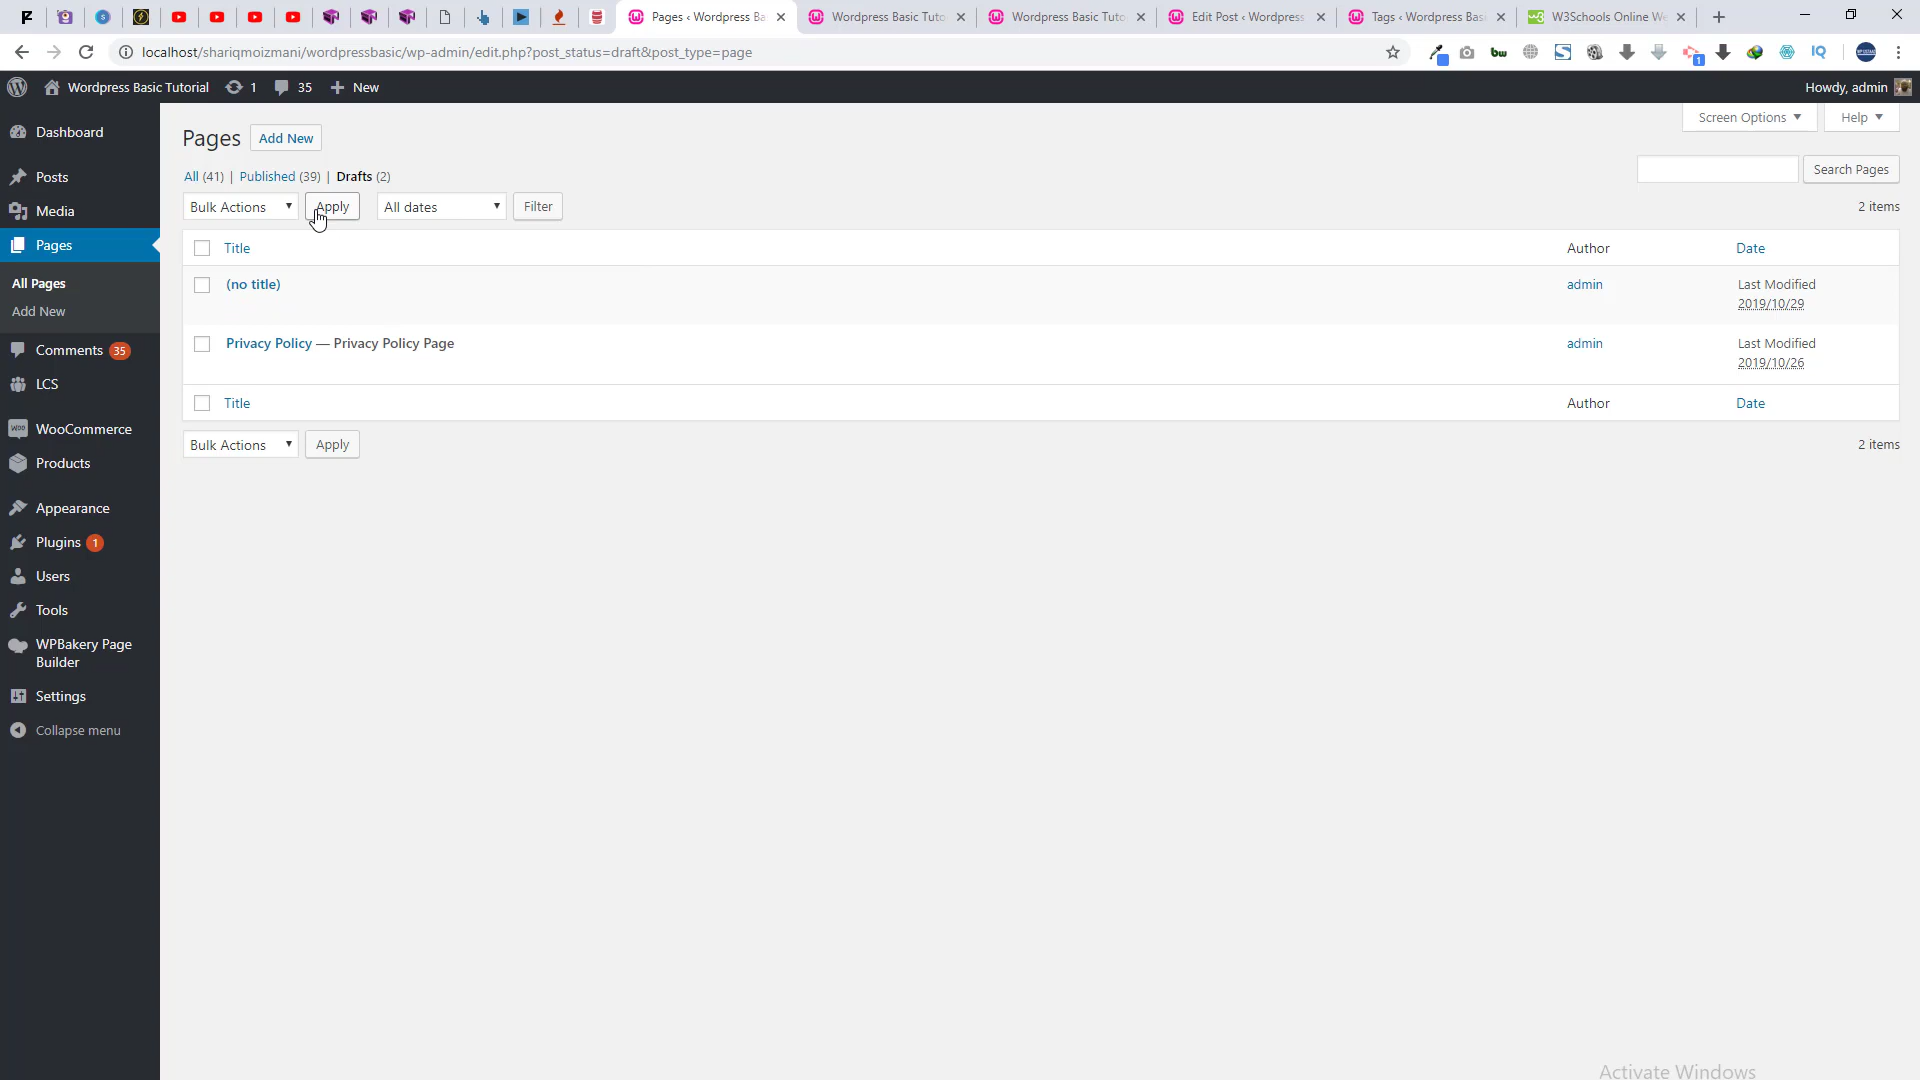 Pages ‹ Wordpress Ba
Wordpress Basic Tuto
Wordpress Basic Tuto
Edit Post ‹ Wordpress
Tags ‹ Wordpress Basi
W3Schools Online We
localhost/shariqmoizmani/wordpressbasic/wp-admin/edit.php?post_status=draft&post_type=page
bw
1
IQ
Wordpress Basic Tutorial
1
35
New
Howdy, admin
Dashboard
Posts
Media
Pages
All Pages
Add New
Comments 35
LCS
WooCommerce
Products
Appearance
Plugins 1
Users
Tools
WPBakery Page
Builder
Settings
Collapse menu
Screen Options ▼
Help ▼
Pages Add New
All (41) | Published (39) | Drafts (2)
Search Pages
Bulk Actions Apply All dates Filter
2 items
Title Author Date
(no title) admin Last Modified
2019/10/29
Privacy Policy — Privacy Policy Page admin Last Modified
2019/10/26
Title Author Date
Bulk Actions Apply
2 items
Activate Windows